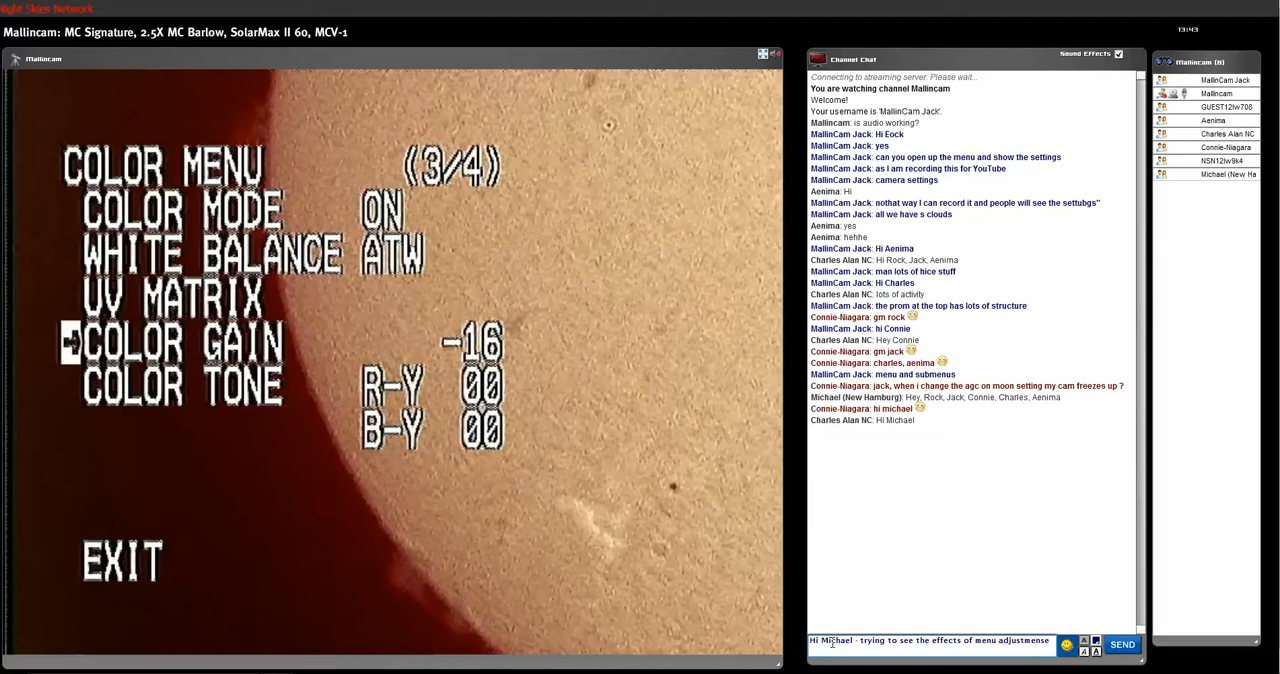 Night Skies Network
Mallincam: MC Signature, 2.5X MC Barlow, SolarMax II 60, MCV-1
13:43
Mallincam
COLOR MENU (3/4)
COLOR MODE ON
WHITE BALANCE ATW
UV MATRIX
COLOR GAIN -16
COLOR TONE R-Y 00
B-Y 00
EXIT
Channel Chat
Sound Effects
Connecting to streaming server. Please wait...
You are watching channel Mallincam
Welcome!
Your username is 'MallinCam Jack'.
Mallincam: is audio working?
MallinCam Jack: Hi Eock
MallinCam Jack: yes
MallinCam Jack: can you open up the menu and show the settings
MallinCam Jack: as I am recording this for YouTube
MallinCam Jack: camera settings
Aenima: Hi
MallinCam Jack: nothat way I can record it and people will see the settubgs"
MallinCam Jack: all we have s clouds
Aenima: yes
Aenima: hehhe
MallinCam Jack: Hi Aenima
Charles Alan NC: Hi Rock, Jack, Aenima
MallinCam Jack: man lots of hice stuff
MallinCam Jack: Hi Charles
Charles Alan NC: lots of activity
MallinCam Jack: the prom at the top has lots of structure
Connie-Niagara: gm rock
MallinCam Jack: hi Connie
Charles Alan NC: Hey Connie
Connie-Niagara: gm jack
Connie-Niagara: charles, aenima
MallinCam Jack: menu and submenus
Connie-Niagara: jack, when i change the agc on moon setting my cam freezes up ?
Michael (New Hamburg): Hey, Rock, Jack, Connie, Charles, Aenima
Connie-Niagara: hi michael
Charles Alan NC: Hi Michael
Hi Michael - trying to see the effects of menu adjustmense
A
A A
SEND
Mallincam (8)
MallinCam Jack
Mallincam
GUEST12lw708
Aenima
Charles Alan NC
Connie-Niagara
NSN12lw9k4
Michael (New Ha